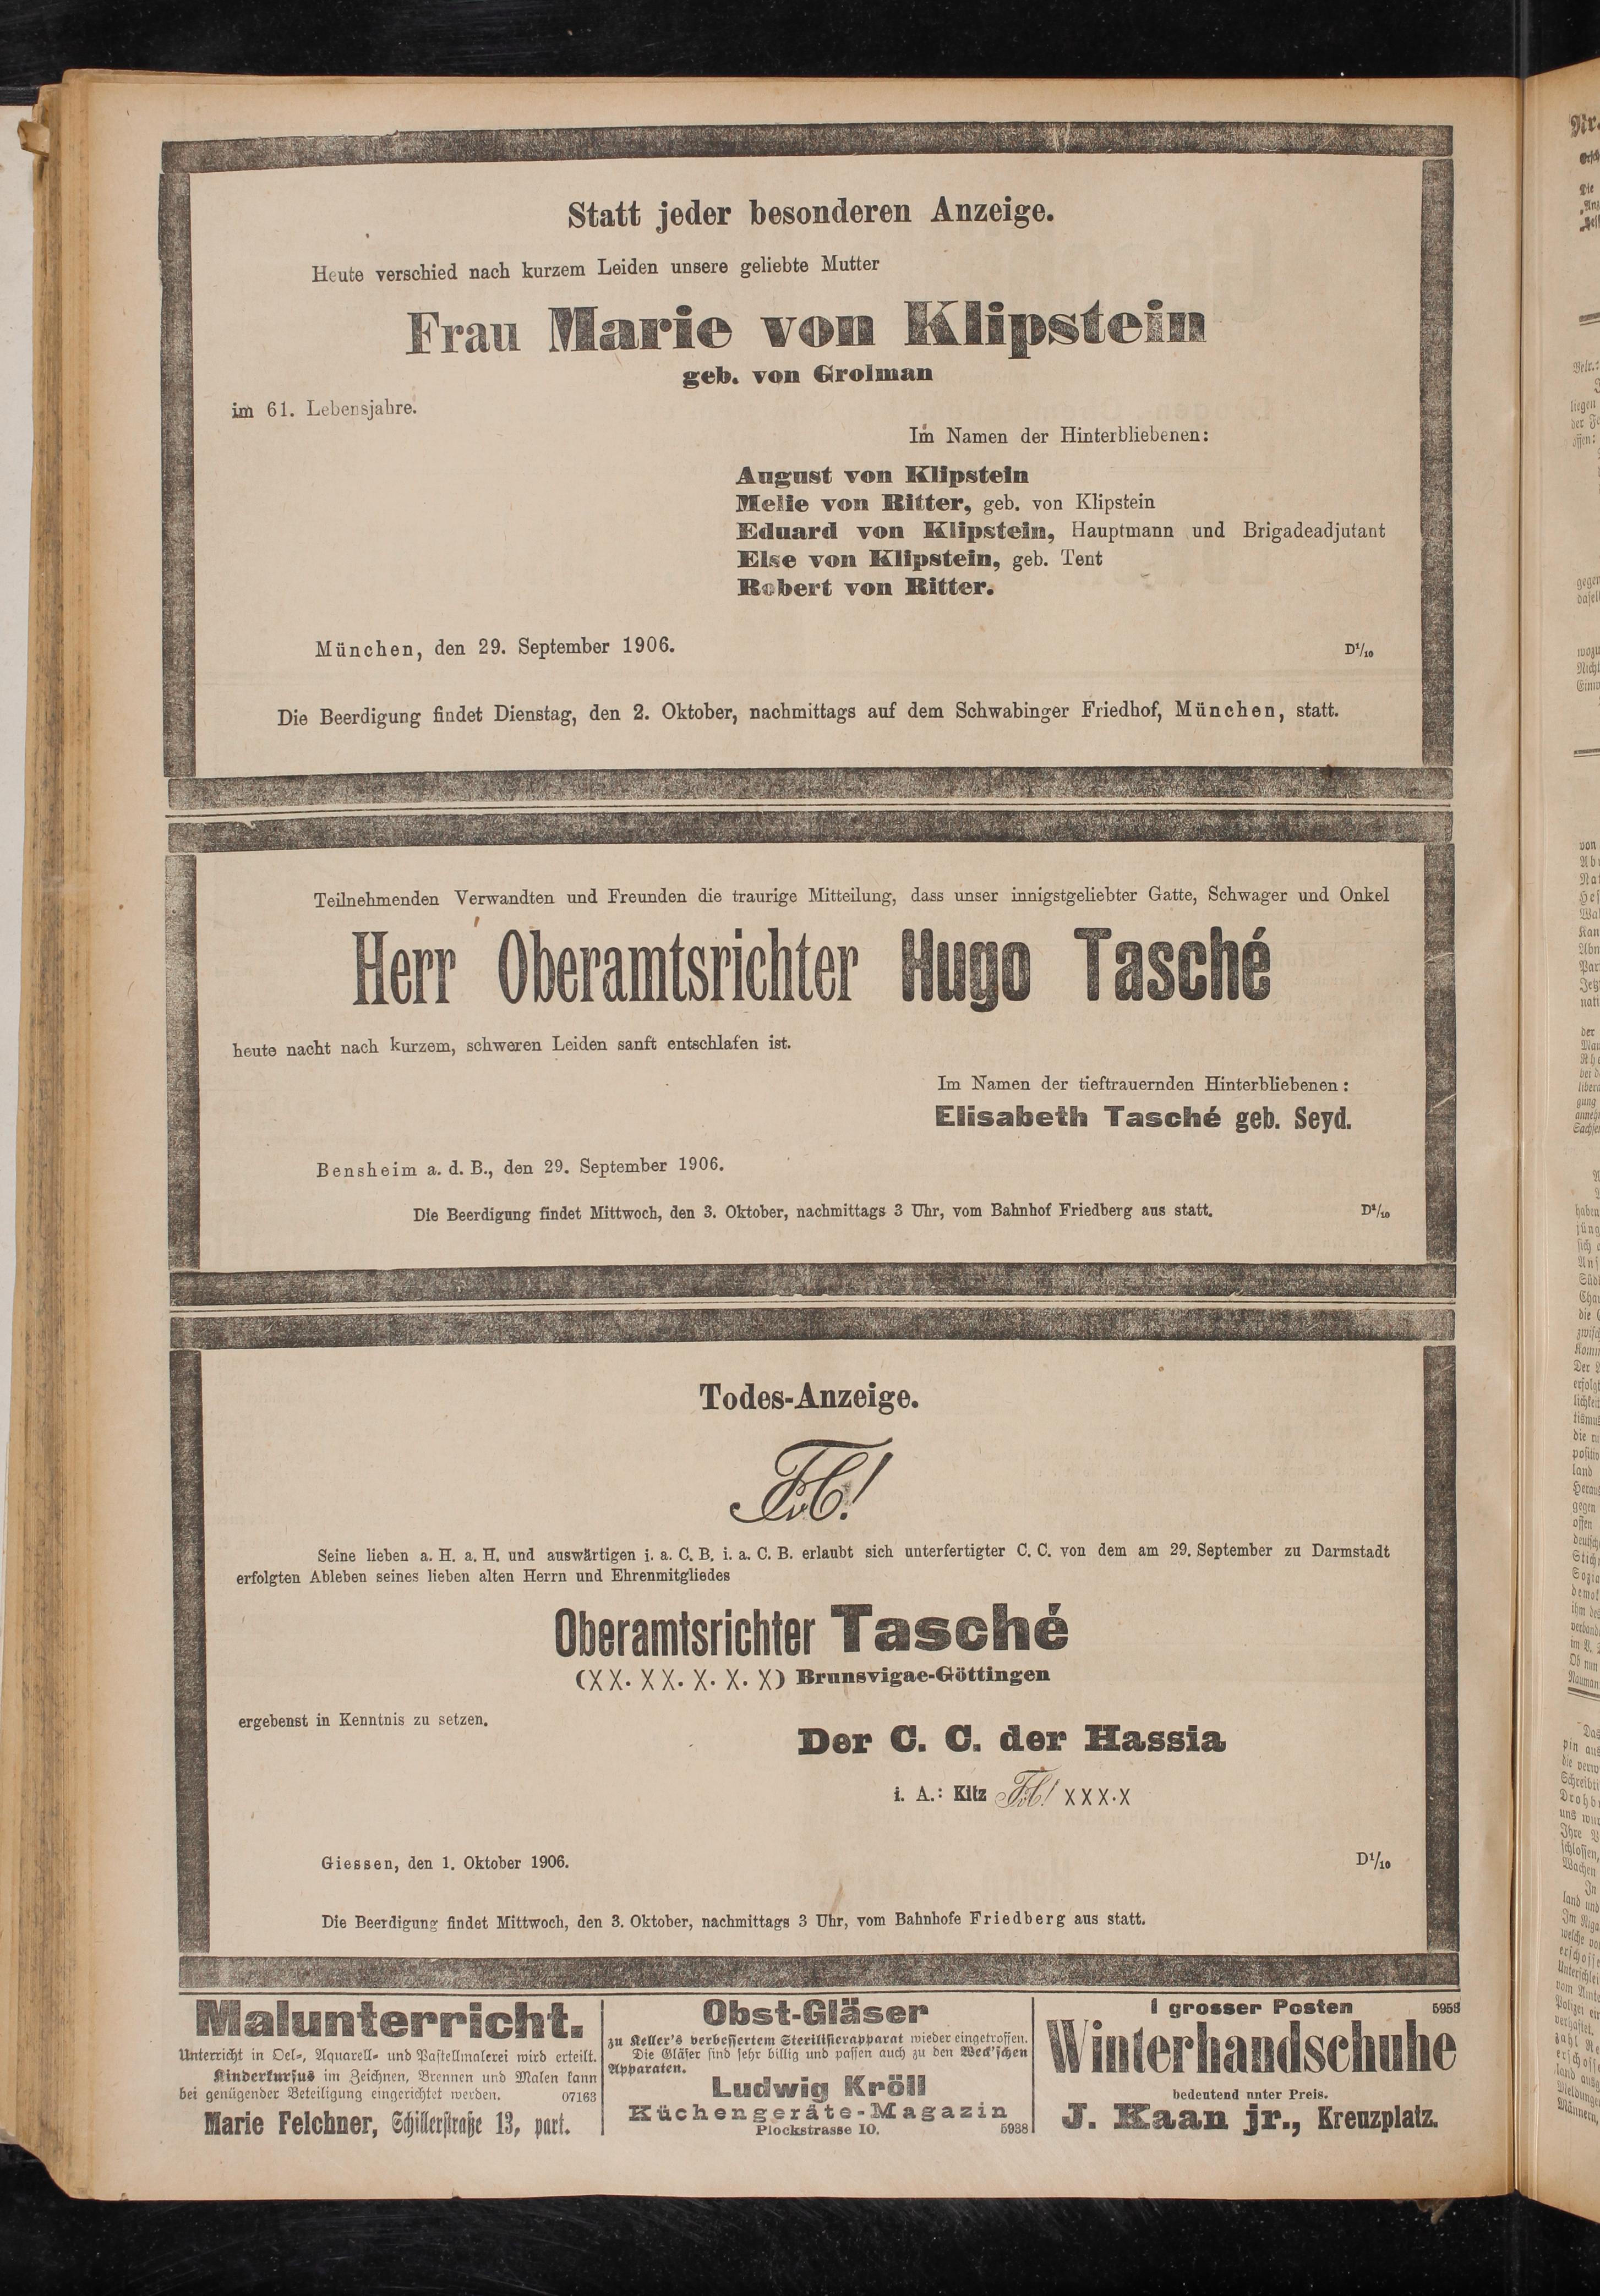 Statt jeder besonderen Anzeige.
Heute verschied nach kurzem Leiden unsere geliebte Mutter
Frau Marie von Klipstein
geb. von Grolman
im 61. Lebensjahre.
Im Namen der Hinterbliebenen:
August von Klipstein
Melie von Ritter, geb. von Klipstein
Eduard von Klipstein, Hauptmann und Brigadeadjutant
Else von Klipstein, geb. Tent
Robert von Ritter.
München, den 29. September 1906.
D1/10
Die Beerdigung findet Dienstag, den 2. Oktober, nachmittags auf dem Schwabinger Friedhof, München, statt.
Teilnehmenden Verwandten und Freunden die traurige Mitteilung, dass unser innigstgeliebter Gatte, Schwager und Onkel
Herr Oberamtsrichter Hugo Tasché
heute nacht nach kurzem, schweren Leiden sanft entschlafen ist.
Im Namen der tieftrauernden Hinterbliebenen:
Elisabeth Tasché geb. Seyd.
Bensheim a. d. B., den 29. September 1906.
Die Beerdigung findet Mittwoch, den 3. Oktober, nachmittags 3 Uhr, vom Bahnhof Friedberg aus statt.
D1/10
Todes-Anzeige.
Seine lieben a. H. a. H. und auswärtigen i. a. C. B. i. a. C. B. erlaubt sich unterfertigter C. C. von dem am 29. September zu Darmstadt
erfolgten Ableben seines lieben alten Herrn und Ehrenmitgliedes
Oberamtsrichter Tasché
(XX. XX. X. X. X) Brunsvigae-Göttingen
ergebenst in Kenntnis zu setzen.
Der C. C. der Hassia
i. A.: Kitz XXX.X
Giessen, den 1. Oktober 1906.
D1/10
Die Beerdigung findet Mittwoch, den 3. Oktober, nachmittags 3 Uhr, vom Bahnhofe Friedberg aus statt.
Malunterricht.
Unterricht in Oel-, Aquarell- und Pastellmalerei wird erteilt.
Kinderkursus im Zeichnen, Brennen und Malen kann
bei genügender Beteiligung eingerichtet werden. 07163
Marie Felchner, Schillerstraße 13, part.
Obst-Gläser
zu Keller's verbessertem Sterilisierapparat wieder eingetroffen.
Die Gläser sind sehr billig und passen auch zu den Weck'schen
Apparaten.
Ludwig Kröll
Küchengeräte-Magazin
Plockstrasse 10. 5938
1 grosser Posten 5958
Winterhandschuhe
bedeutend unter Preis.
J. Kaan jr., Kreuzplatz.